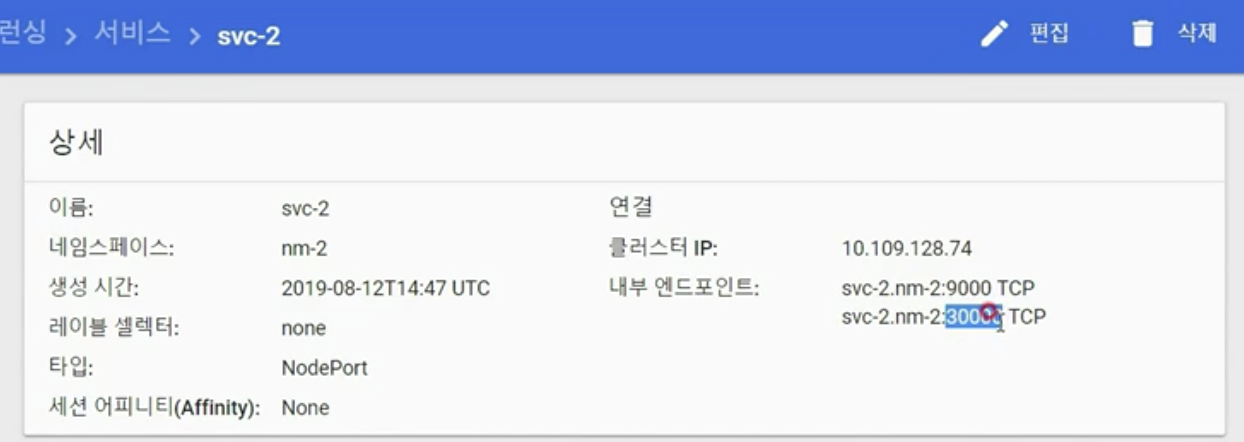 런싱 > 서비스 > svc-2 편집 삭제
상세
이름: svc-2
네임스페이스: nm-2
생성 시간: 2019-08-12T14:47 UTC
레이블 셀렉터: none
타입: NodePort
세션 어피니티(Affinity): None
연결
클러스터 IP: 10.109.128.74
내부 엔드포인트: svc-2.nm-2:9000 TCP
svc-2.nm-2: TCP